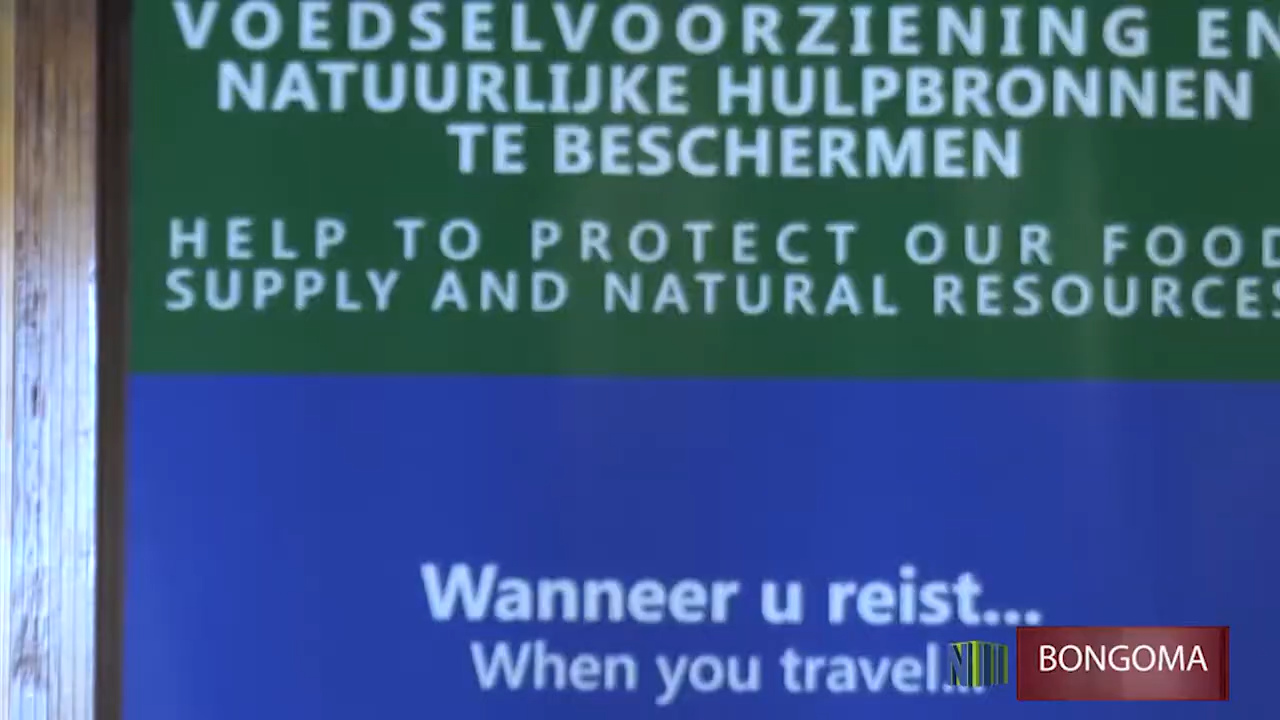 VOEDSELVOORZIENING EN
NATUURLIJKE HULPBRONNEN
TE BESCHERMEN
HELP TO PROTECT OUR FOOD
SUPPLY AND NATURAL RESOURCES
Wanneer u reist...
When you travel...
BONGOMA